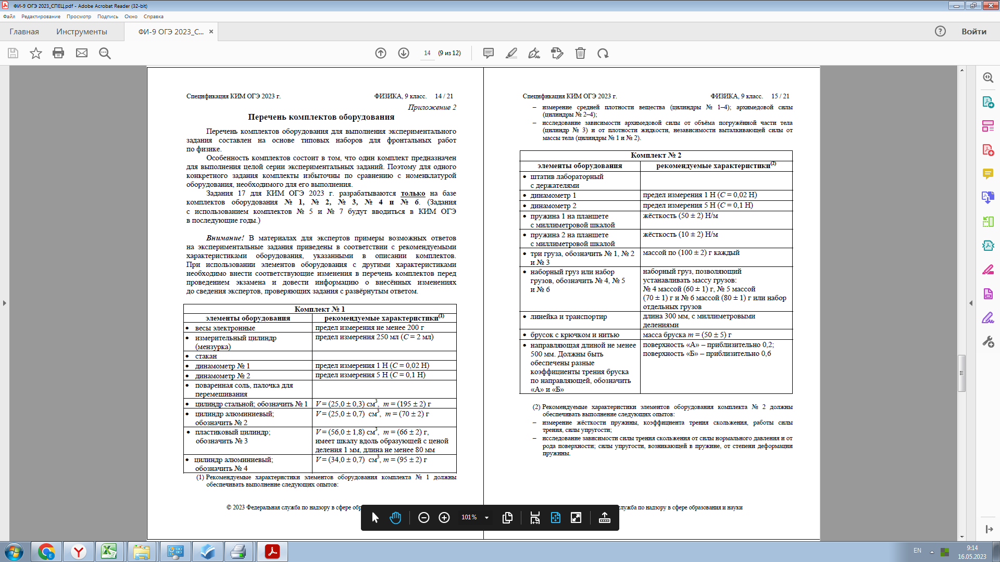 ФИ-9 ОГЭ 2023_СПЕЦ.pdf - Adobe Acrobat Reader (32-bit)
Файл Редактирование Просмотр Подпись Окно Справка
Главная Инструменты ФИ-9 ОГЭ 2023_С... × Войти
14 (9 из 12)
Спецификация КИМ ОГЭ 2023 г. ФИЗИКА, 9 класс. 14 / 21
Приложение 2
Перечень комплектов оборудования
Перечень комплектов оборудования для выполнения экспериментального
задания составлен на основе типовых наборов для фронтальных работ
по физике.
Особенность комплектов состоит в том, что один комплект предназначен
для выполнения целой серии экспериментальных заданий. Поэтому для одного
конкретного задания комплекты избыточны по сравнению с номенклатурой
оборудования, необходимого для его выполнения.
Задания 17 для КИМ ОГЭ 2023 г. разрабатываются только на базе
комплектов оборудования № 1, № 2, № 3, № 4 и № 6. (Задания
с использованием комплектов № 5 и № 7 будут вводиться в КИМ ОГЭ
в последующие годы.)
Внимание! В материалах для экспертов примеры возможных ответов
на экспериментальные задания приведены в соответствии с рекомендуемыми
характеристиками оборудования, указанными в описании комплектов.
При использовании элементов оборудования с другими характеристиками
необходимо внести соответствующие изменения в перечень комплектов перед
проведением экзамена и довести информацию о внесённых изменениях
до сведения экспертов, проверяющих задания с развёрнутым ответом.
Комплект № 1
элементы оборудования рекомендуемые характеристики(1)
• весы электронные предел измерения не менее 200 г
• измерительный цилиндр предел измерения 250 мл (C = 2 мл)
(мензурка)
• стакан
• динамометр № 1 предел измерения 1 Н (C = 0,02 Н)
• динамометр № 2 предел измерения 5 Н (C = 0,1 Н)
• поваренная соль, палочка для
перемешивания
• цилиндр стальной; обозначить № 1 V = (25,0 ± 0,3) см3, m = (195 ± 2) г
• цилиндр алюминиевый; V = (25,0 ± 0,7) см3, m = (70 ± 2) г
обозначить № 2
• пластиковый цилиндр; V = (56,0 ± 1,8) см3, m = (66 ± 2) г,
обозначить № 3 имеет шкалу вдоль образующей с ценой
деления 1 мм, длина не менее 80 мм
• цилиндр алюминиевый; V = (34,0 ± 0,7) см3, m = (95 ± 2) г
обозначить № 4
(1) Рекомендуемые характеристики элементов оборудования комплекта № 1 должны
обеспечивать выполнение следующих опытов:
© 2023 Федеральная служба по надзору в сфере обр
Спецификация КИМ ОГЭ 2023 г. ФИЗИКА, 9 класс. 15 / 21
– измерение средней плотности вещества (цилиндры № 1–4); архимедовой силы
(цилиндры № 2–4);
– исследование зависимости архимедовой силы от объёма погружённой части тела
(цилиндр № 3) и от плотности жидкости, независимости выталкивающей силы от
массы тела (цилиндры № 1 и № 2).
Комплект № 2
элементы оборудования рекомендуемые характеристики(2)
• штатив лабораторный
с держателями
• динамометр 1 предел измерения 1 Н (C = 0,02 Н)
• динамометр 2 предел измерения 5 Н (C = 0,1 Н)
• пружина 1 на планшете жёсткость (50 ± 2) Н/м
с миллиметровой шкалой
• пружина 2 на планшете жёсткость (10 ± 2) Н/м
с миллиметровой шкалой
• три груза, обозначить № 1, № 2 массой по (100 ± 2) г каждый
и № 3
• наборный груз или набор наборный груз, позволяющий
грузов, обозначить № 4, № 5 устанавливать массу грузов:
и № 6 № 4 массой (60 ± 1) г, № 5 массой
(70 ± 1) г и № 6 массой (80 ± 1) г или набор
отдельных грузов
• линейка и транспортир длина 300 мм, с миллиметровыми
делениями
• брусок с крючком и нитью масса бруска m = (50 ± 5) г
• направляющая длиной не менее поверхность «А» – приблизительно 0,2;
500 мм. Должны быть поверхность «Б» – приблизительно 0,6
обеспечены разные
коэффициенты трения бруска
по направляющей, обозначить
«А» и «Б»
(2) Рекомендуемые характеристики элементов оборудования комплекта № 2 должны
обеспечивать выполнение следующих опытов:
– измерение жёсткости пружины, коэффициента трения скольжения, работы силы
трения, силы упругости;
– исследование зависимости силы трения скольжения от силы нормального давления и от
рода поверхности; силы упругости, возникающей в пружине, от степени деформации
пружины.
служба по надзору в сфере образования и науки
101%
EN 9:14
16.05.2023